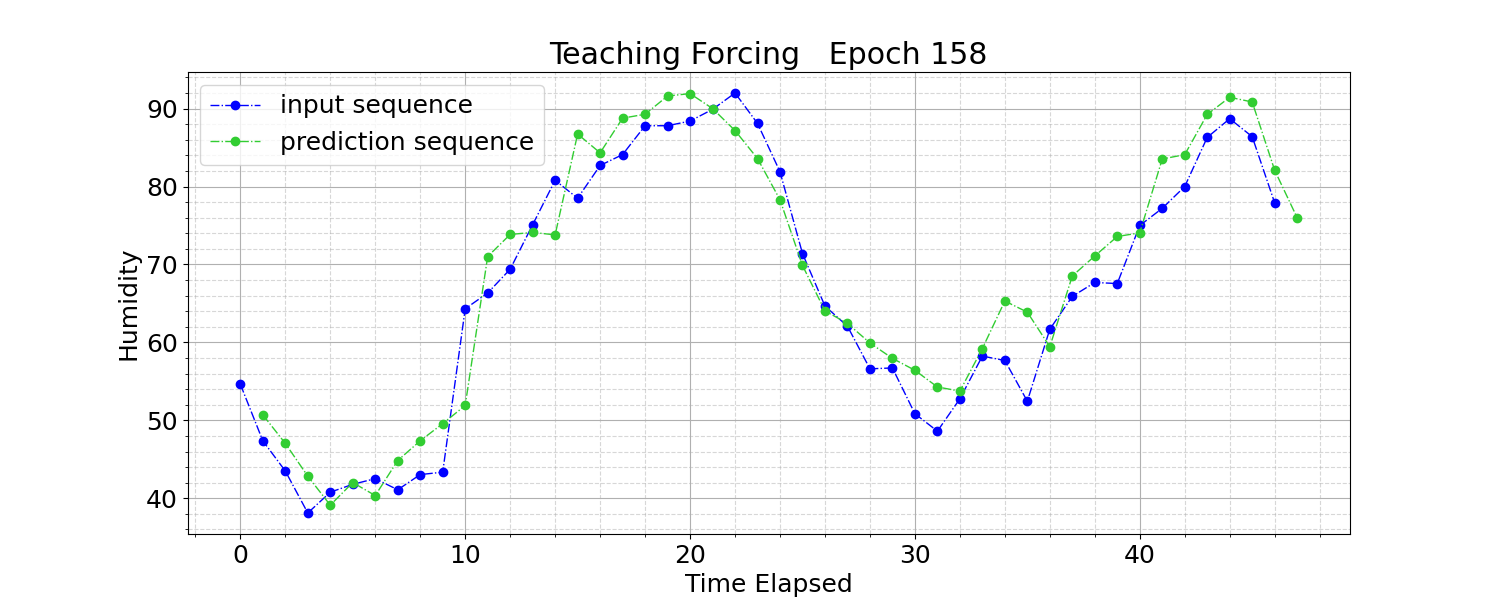 Teaching Forcing   Epoch 158
input sequence
prediction sequence
90
80
70
60
50
40
Humidity
0 10 20 30 40
Time Elapsed